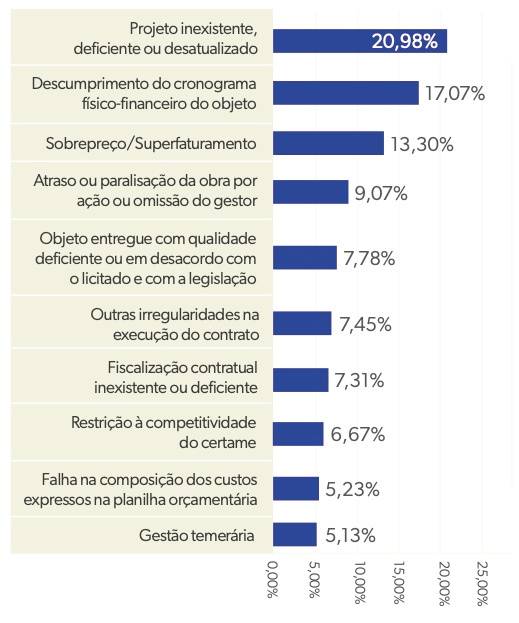 Projeto inexistente,
deficiente ou desatualizado
20,98%
Descumprimento do cronograma
físico-financeiro do objeto
17,07%
Sobrepreço/Superfaturamento
13,30%
Atraso ou paralisação da obra por
ação ou omissão do gestor
9,07%
Objeto entregue com qualidade
deficiente ou em desacordo com
o licitado e com a legislação
7,78%
Outras irregularidades na
execução do contrato
7,45%
Fiscalização contratual
inexistente ou deficiente
7,31%
Restrição à competitividade
do certame
6,67%
Falha na composição dos custos
expressos na planilha orçamentária
5,23%
Gestão temerária
5,13%
0,00%
5,00%
10,00%
15,00%
20,00%
25,00%